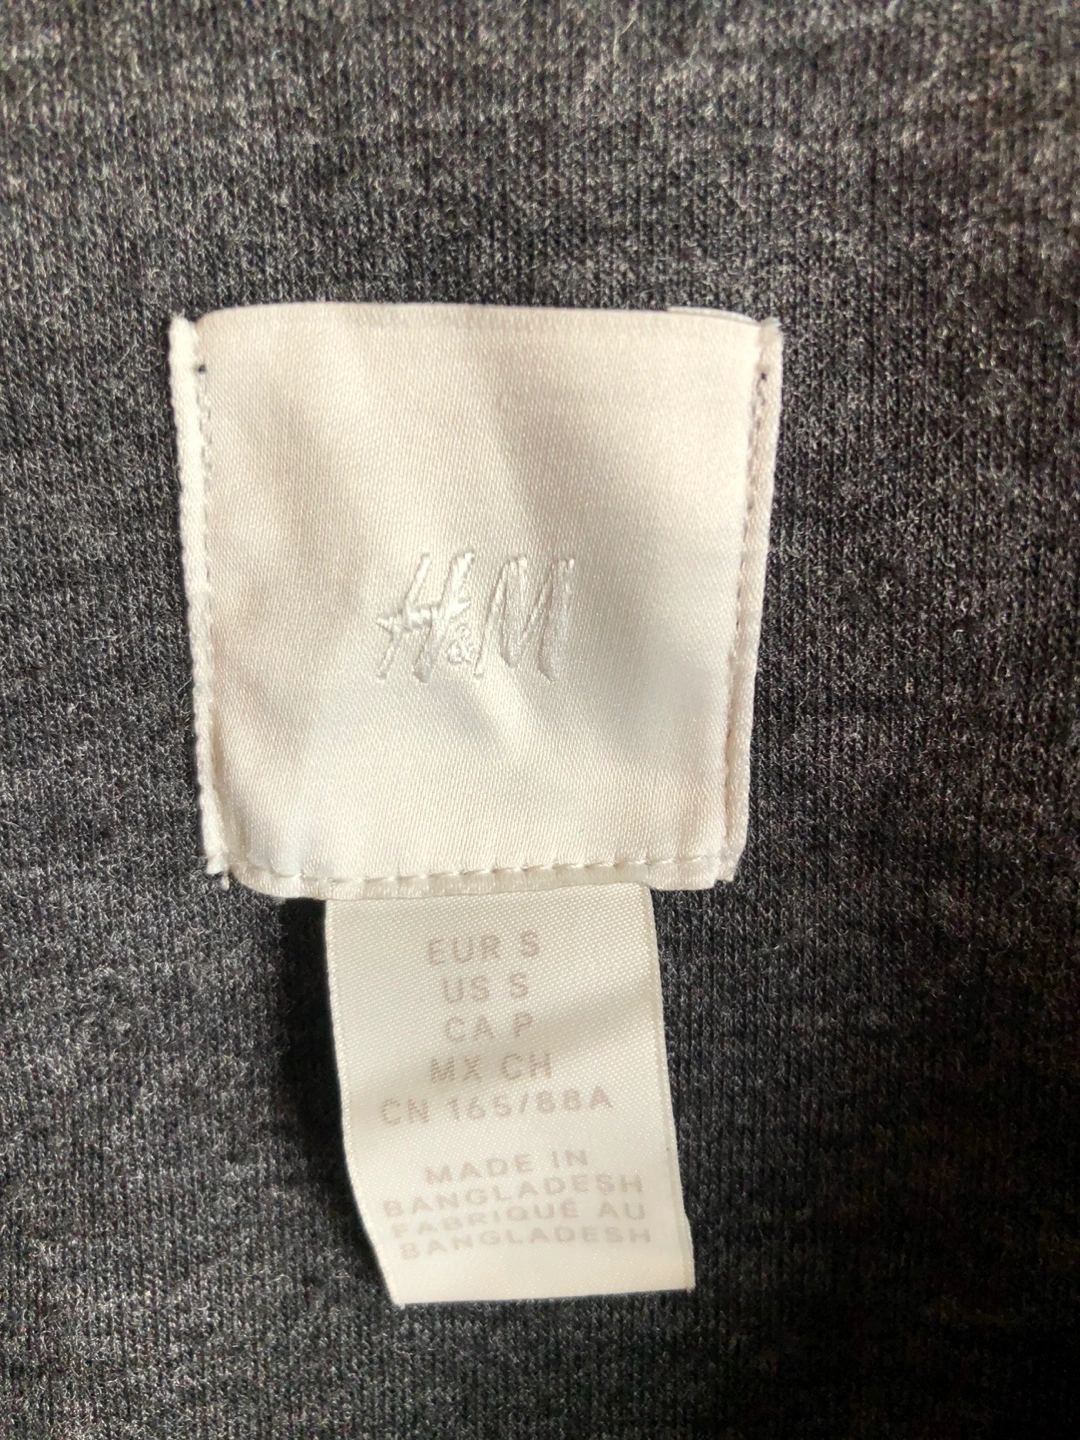 H&M
EUR S
US S
CA P
MX CH
CN 165/88A
MADE IN
BANGLADESH
FABRIQUÉ AU
BANGLADESH